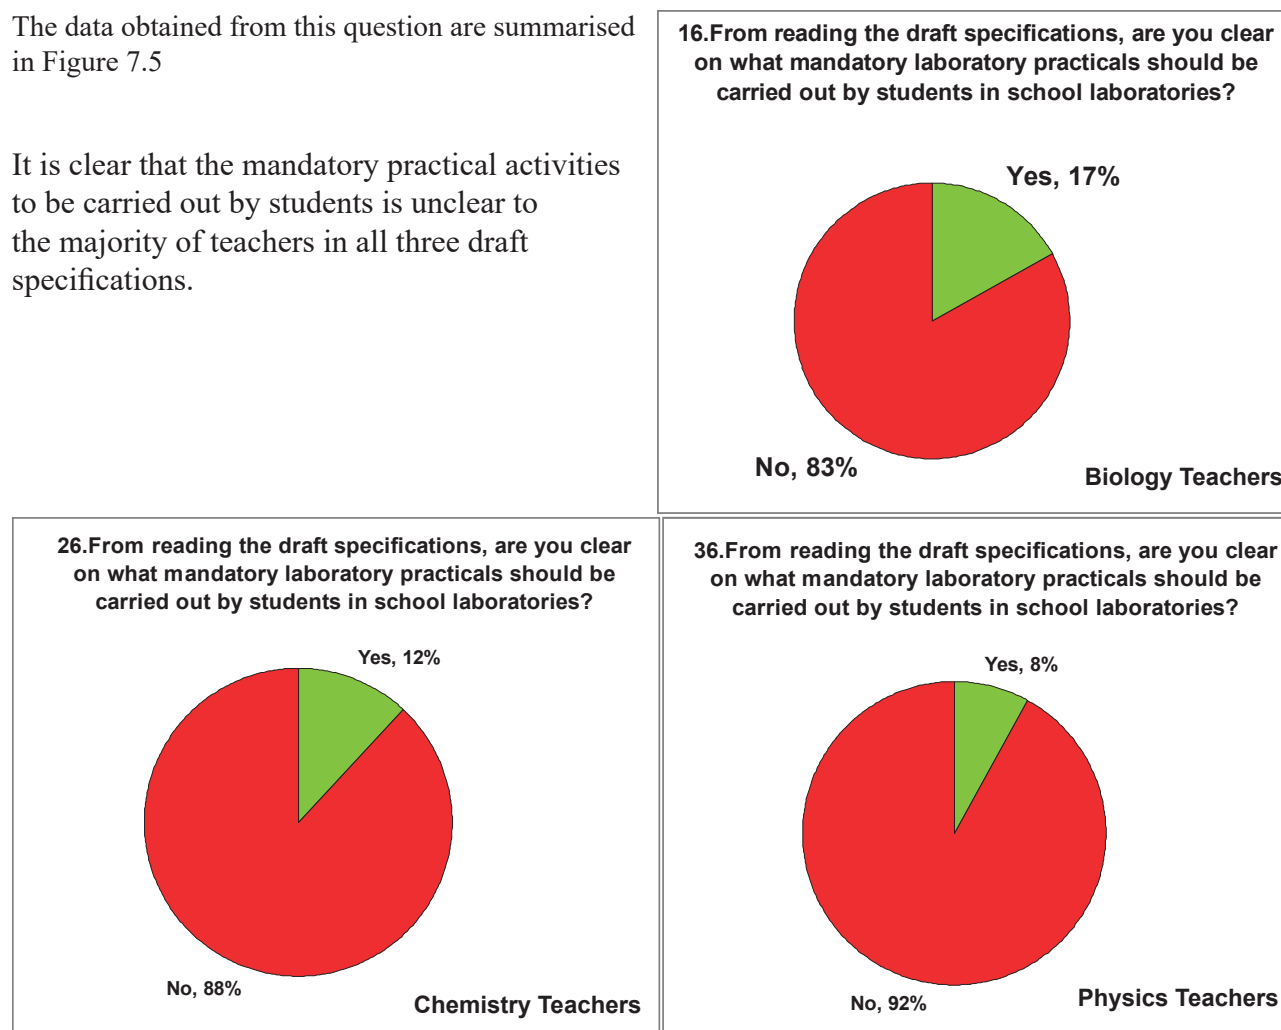 The data obtained from this question are summarised
in Figure 7.5
It is clear that the mandatory practical activities
to be carried out by students is unclear to
the majority of teachers in all three draft
specifications.
16.From reading the draft specifications, are you clear
on what mandatory laboratory practicals should be
carried out by students in school laboratories?
Yes, 17%
No, 83%
Biology Teachers
26.From reading the draft specifications, are you clear
on what mandatory laboratory practicals should be
carried out by students in school laboratories?
Yes, 12%
No, 88%
Chemistry Teachers
36.From reading the draft specifications, are you clear
on what mandatory laboratory practicals should be
carried out by students in school laboratories?
Yes, 8%
No, 92%
Physics Teachers